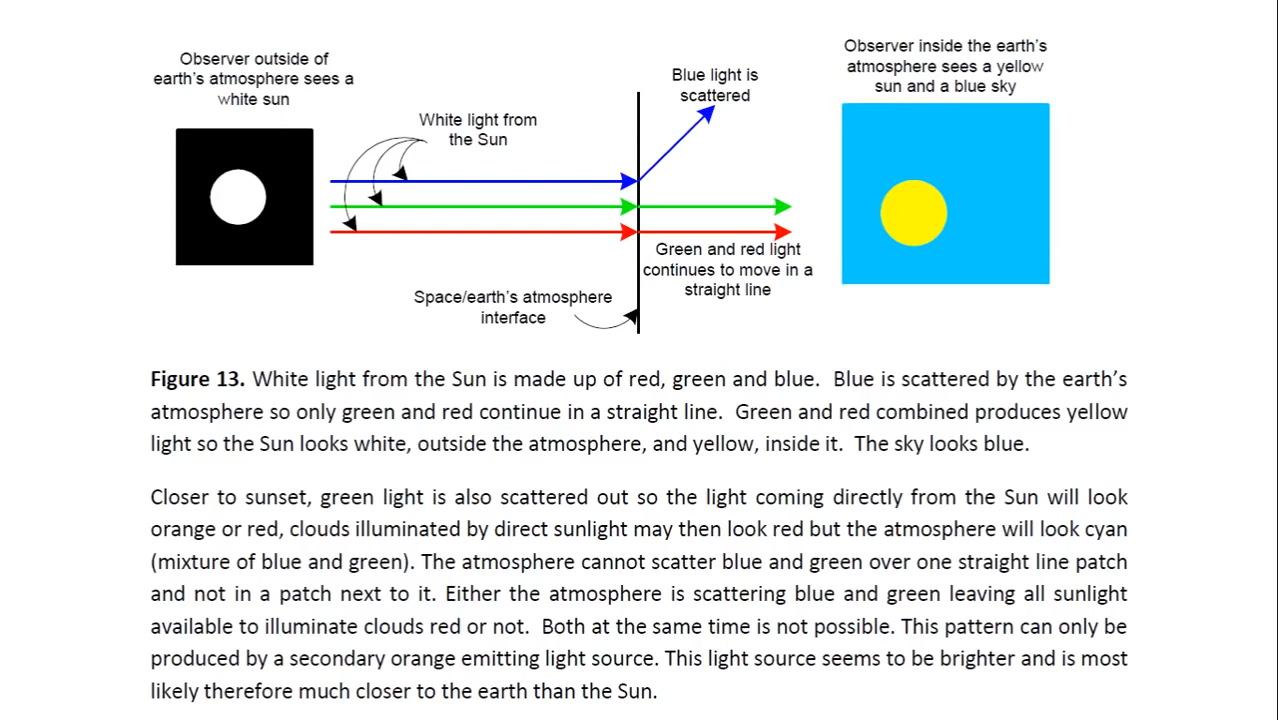 Observer outside of
earth's atmosphere sees a
white sun
White light from
the Sun
Blue light is
scattered
Observer inside the earth's
atmosphere sees a yellow
sun and a blue sky
Green and red light
continues to move in a
straight line
Space/earth's atmosphere
interface
Figure 13. White light from the Sun is made up of red, green and blue. Blue is scattered by the earth's
atmosphere so only green and red continue in a straight line. Green and red combined produces yellow
light so the Sun looks white, outside the atmosphere, and yellow, inside it. The sky looks blue.
Closer to sunset, green light is also scattered out so the light coming directly from the Sun will look
orange or red, clouds illuminated by direct sunlight may then look red but the atmosphere will look cyan
(mixture of blue and green). The atmosphere cannot scatter blue and green over one straight line patch
and not in a patch next to it. Either the atmosphere is scattering blue and green leaving all sunlight
available to illuminate clouds red or not. Both at the same time is not possible. This pattern can only be
produced by a secondary orange emitting light source. This light source seems to be brighter and is most
likely therefore much closer to the earth than the Sun.